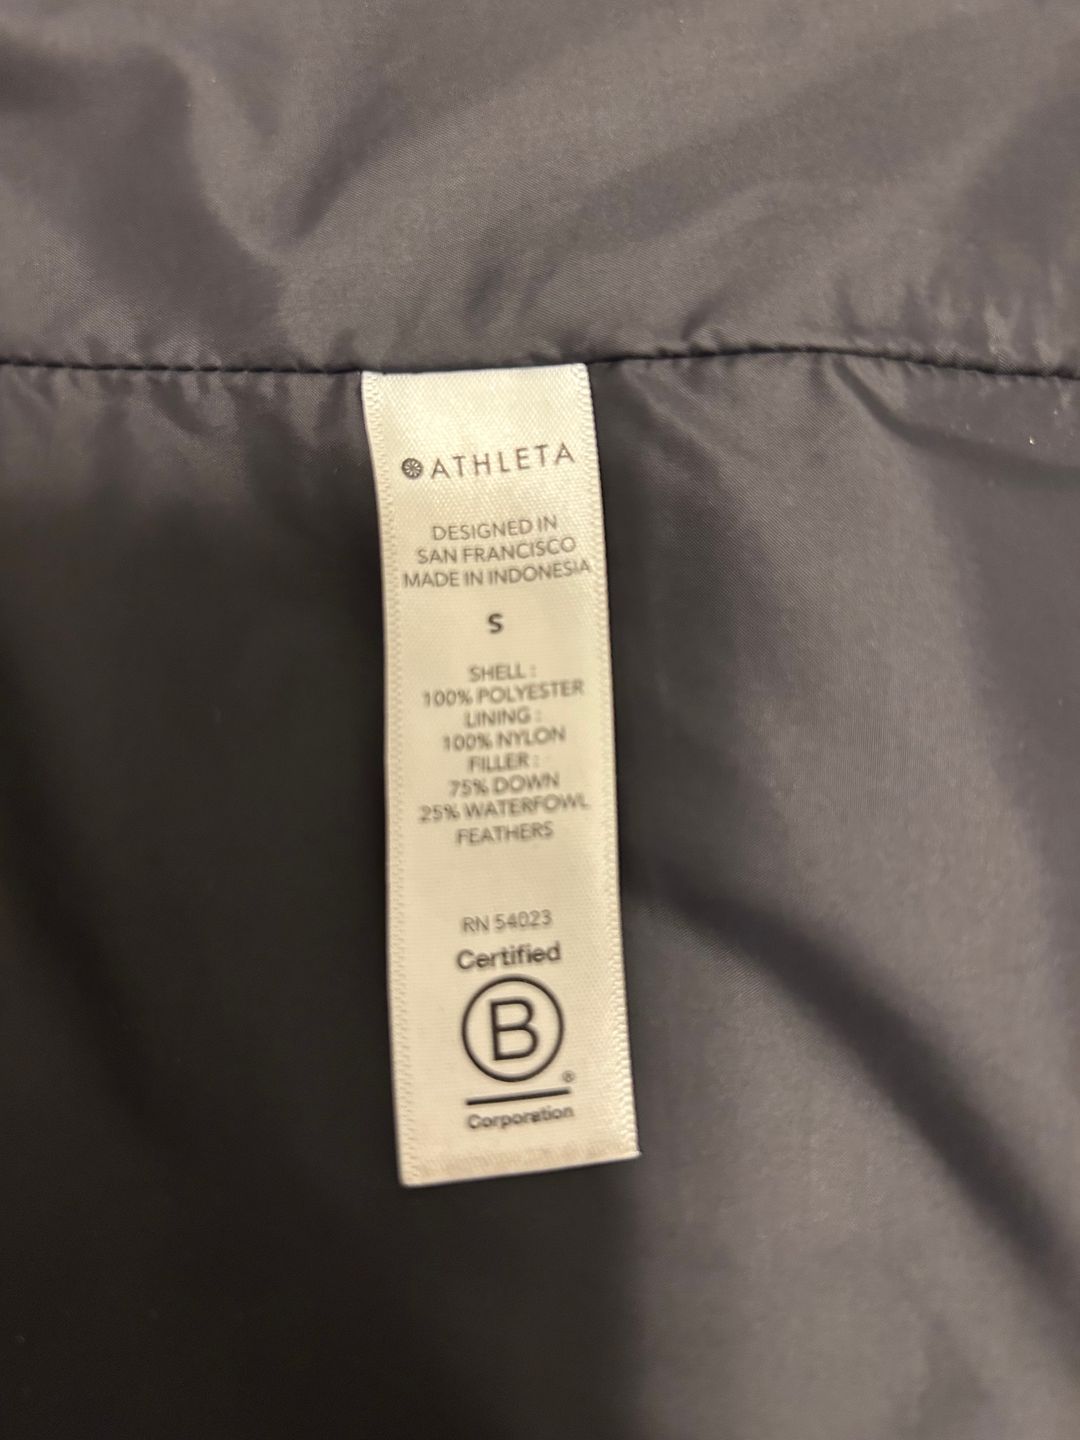 ATHLETA
DESIGNED IN
SAN FRANCISCO
MADE IN INDONESIA
S
SHELL :
100% POLYESTER
LINING :
100% NYLON
FILLER :
75% DOWN
25% WATERFOWL
FEATHERS
RN 54023
Certified
B
®
Corporation